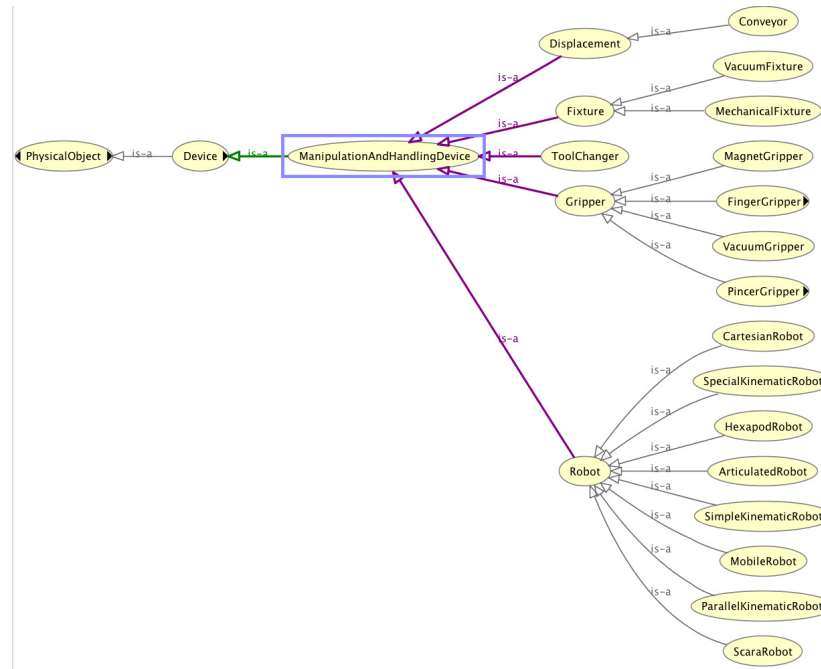 Conveyor
Displacement
is-a
is-a
VacuumFixture
is-a
Fixture
is-a
MechanicalFixture
is-a
PhysicalObject
is-a
Device
is-a
ManipulationAndHandlingDevice
is-a
ToolChanger
MagnetGripper
is-a
is-a
Gripper
is-a
FingerGripper
is-a
VacuumGripper
is-a
PincerGripper
is-a
CartesianRobot
is-a
SpecialKinematicRobot
is-a
HexapodRobot
is-a
Robot
is-a
ArticulatedRobot
is-a
SimpleKinematicRobot
is-a
MobileRobot
is-a
ParallelKinematicRobot
is-a
ScaraRobot